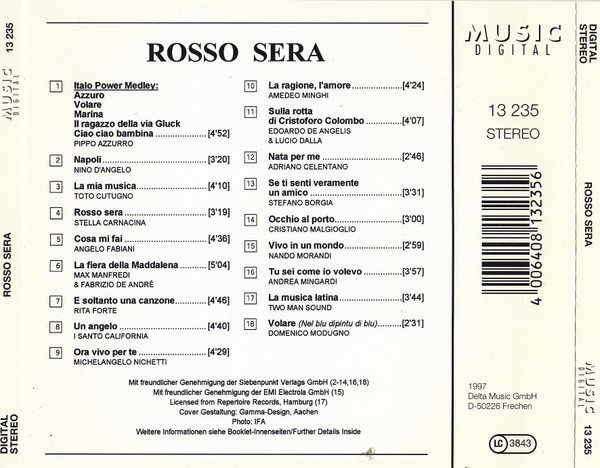 13 235
MUSIC
DIGITAL
ROSSO SERA
DIGITAL
STEREO
ROSSO SERA
1 Italo Power Medley:
Azzuro
Volare
Marina
Il ragazzo della via Gluck
Ciao ciao bambina ............... [4'52]
PIPPO AZZURRO
2 Napoli ............... [3'20]
NINO D'ANGELO
3 La mia musica ............... [4'10]
TOTO CUTUGNO
4 Rosso sera ............... [3'19]
STELLA CARNACINA
5 Cosa mi fai ............... [4'36]
ANGELO FABIANI
6 La fiera della Maddalena ......... [5'04]
MAX MANFREDI
& FABRIZIO DE ANDRÉ
7 E soltanto una canzone ........... [4'46]
RITA FORTE
8 Un angelo ............... [4'40]
I SANTO CALIFORNIA
9 Ora vivo per te ............... [4'29]
MICHELANGELO NICHETTI
10 La ragione, l'amore ............... [4'24]
AMEDEO MINGHI
11 Sulla rotta
di Cristoforo Colombo ........... [4'07]
EDOARDO DE ANGELIS
& LUCIO DALLA
12 Nata per me ............... [2'46]
ADRIANO CELENTANO
13 Se ti senti veramente
un amico ............... [3'31]
STEFANO BORGIA
14 Occhio al porto ............... [3'00]
CRISTIANO MALGIOGLIO
15 Vivo in un mondo ............... [2'59]
NANDO MORANDI
16 Tu sei come io volevo ............ [3'57]
ANDREA MINGARDI
17 La musica latina ............... [3'44]
TWO MAN SOUND
18 Volare (Nel blu dipintu di blu) ........ [2'31]
DOMENICO MODUGNO
Mit freundlicher Genehmigung der Siebenpunkt Verlags GmbH (2-14,16,18)
Mit freundlicher Genehmigung der EMI Electrola GmbH (15)
Licensed from Repertoire Records, Hamburg (17)
Cover Gestaltung: Gamma-Design, Aachen
Photo: IFA
Weitere Informationen siehe Booklet-Innenseiten/Further Details Inside
MUSIC
DIGITAL
13 235
STEREO
4 006408 132356
1997
Delta Music GmbH
D-50226 Frechen
LC 3843
DIGITAL
STEREO
ROSSO SERA
MUSIC
DIGITAL
13 235